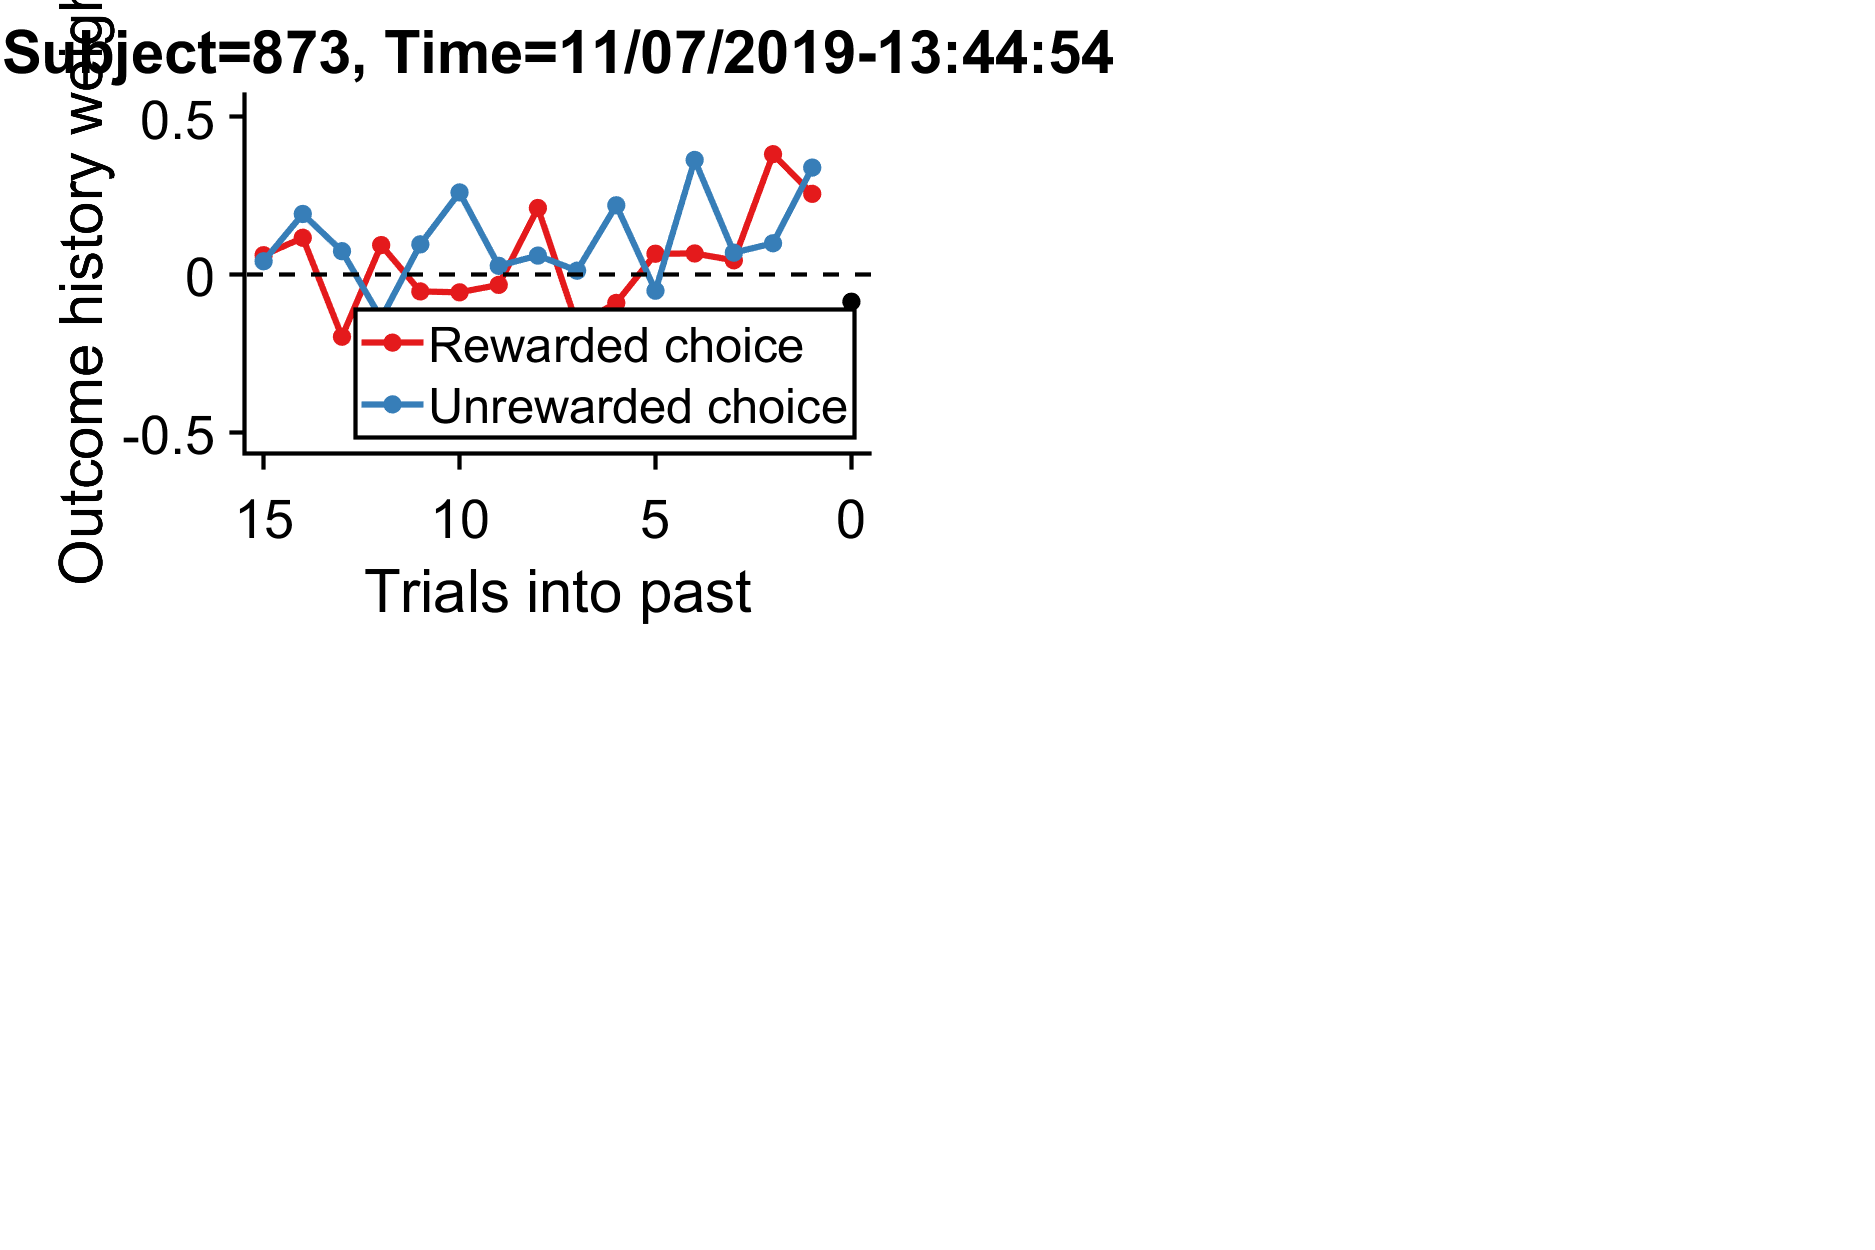 Subject=873, Time=11/07/2019-13:44:54
Outcome history
0.5
0
-0.5
Rewarded choice
Unrewarded choice
15 10 5 0
Trials into past